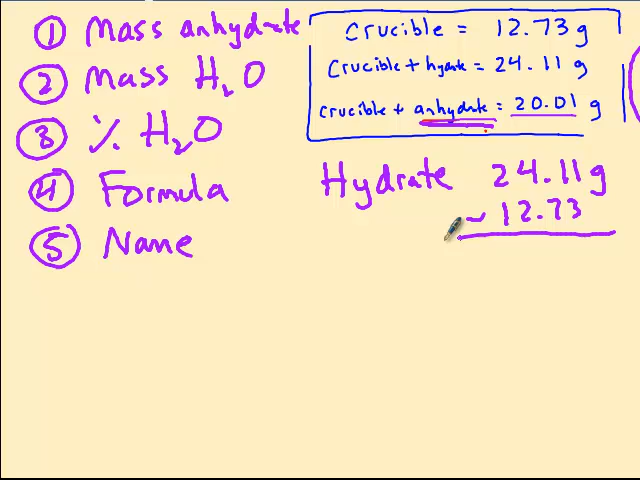 ① Mass anhydrate
② Mass H₂O
③ % H₂O
④ Formula
⑤ Name
Crucible = 12.73 g
Crucible + hydrate = 24.11 g
crucible + anhydrate = 20.01 g
Hydrate 24.11 g
- 12.73